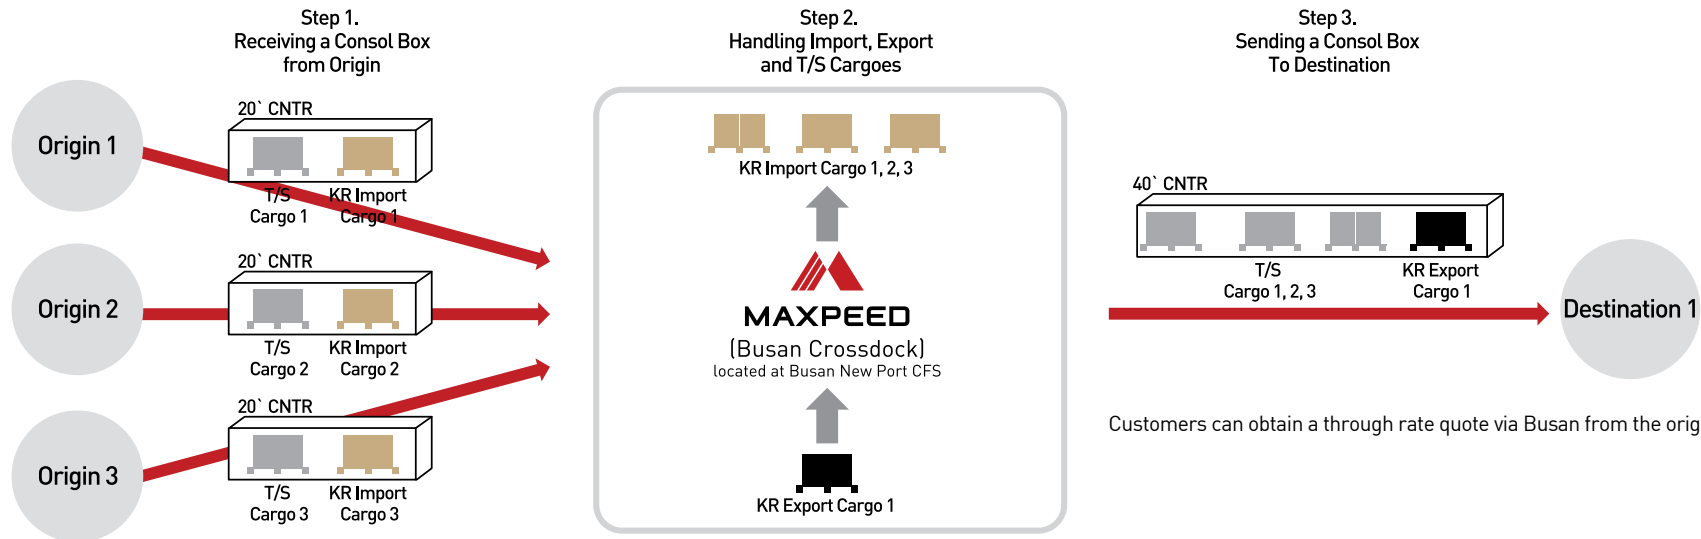 Step 1.
Receiving a Consol Box
from Origin
Origin 1
20` CNTR
T/S
Cargo 1
KR Import
Cargo 1
Origin 2
20` CNTR
T/S
Cargo 2
KR Import
Cargo 2
Origin 3
20` CNTR
T/S
Cargo 3
KR Import
Cargo 3
Step 2.
Handling Import, Export
and T/S Cargoes
KR Import Cargo 1, 2, 3
MAXPEED
(Busan Crossdock)
located at Busan New Port CFS
KR Export Cargo 1
Step 3.
Sending a Consol Box
To Destination
40` CNTR
T/S
Cargo 1, 2, 3
KR Export
Cargo 1
Destination 1
Customers can obtain a through rate quote via Busan from the orig